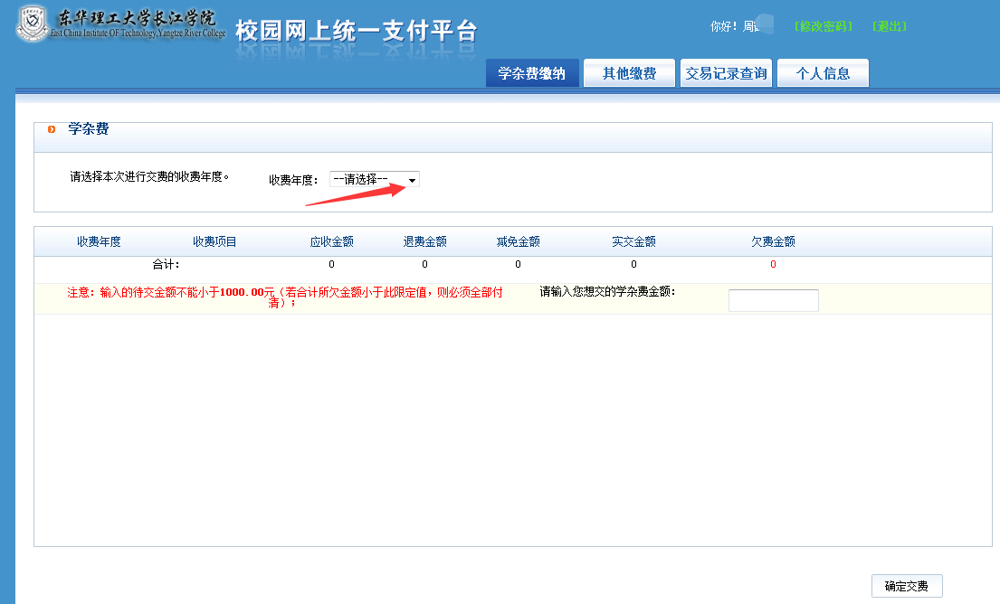 东华理工大学长江学院
East China Institute OF Technology,Yangtze River College
校园网上统一支付平台
你好！周
[修改密码] [退出]
学杂费缴纳 其他缴费 交易记录查询 个人信息
学杂费
请选择本次进行交费的收费年度。 收费年度： --请选择--
收费年度 收费项目 应收金额 退费金额 减免金额 实交金额 欠费金额
合计： 0 0 0 0 0
注意：输入的待交金额不能小于1000.00元（若合计所欠金额小于此限定值，则必须全部付
清）；
请输入您想交的学杂费金额：
确定交费